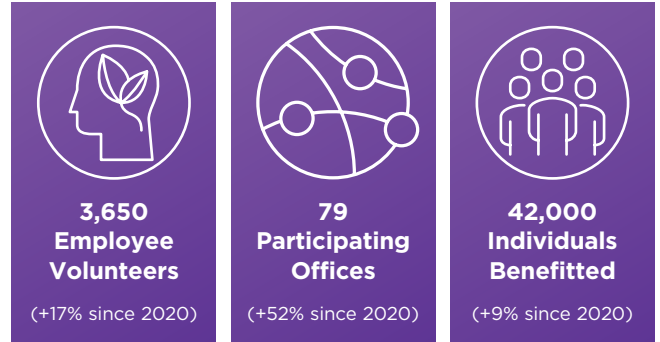 3,650
Employee
Volunteers
(+17% since 2020)
79
Participating
Offices
(+52% since 2020)
42,000
Individuals
Benefitted
(+9% since 2020)